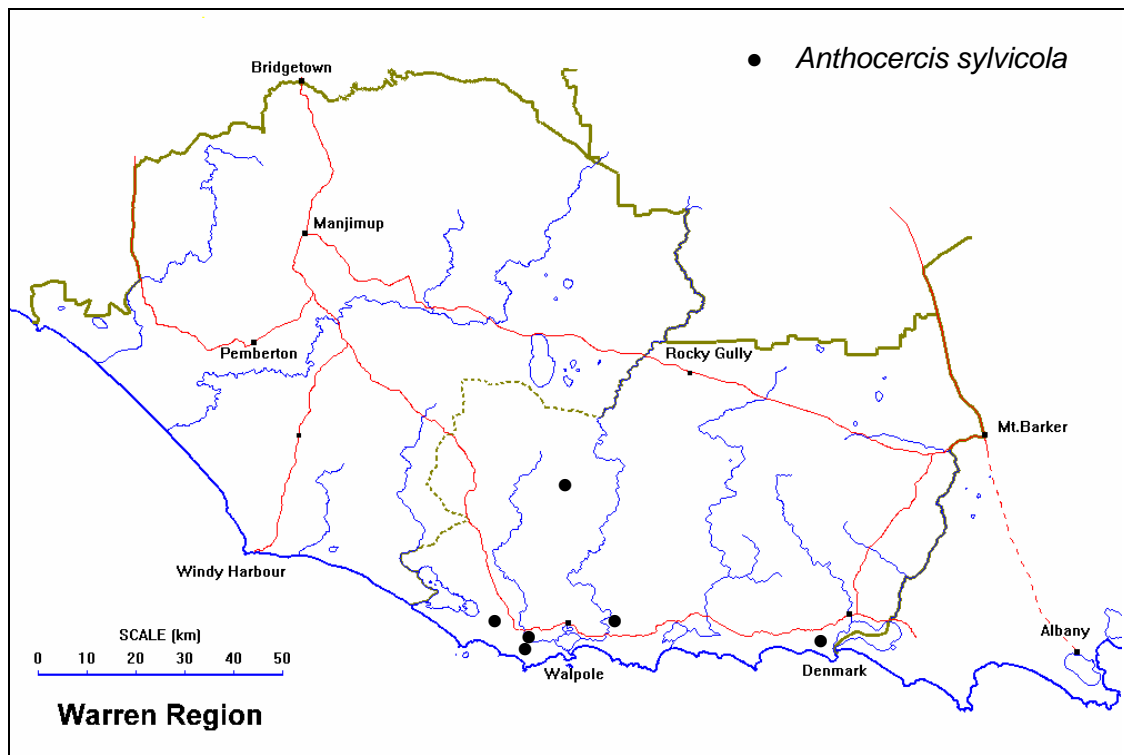 Anthocercis sylvicola
Bridgetown
Manjimup
Pemberton
Rocky Gully
Mt.Barker
Windy Harbour
SCALE (km)
0 10 20 30 40 50
Walpole
Denmark
Albany
Warren Region